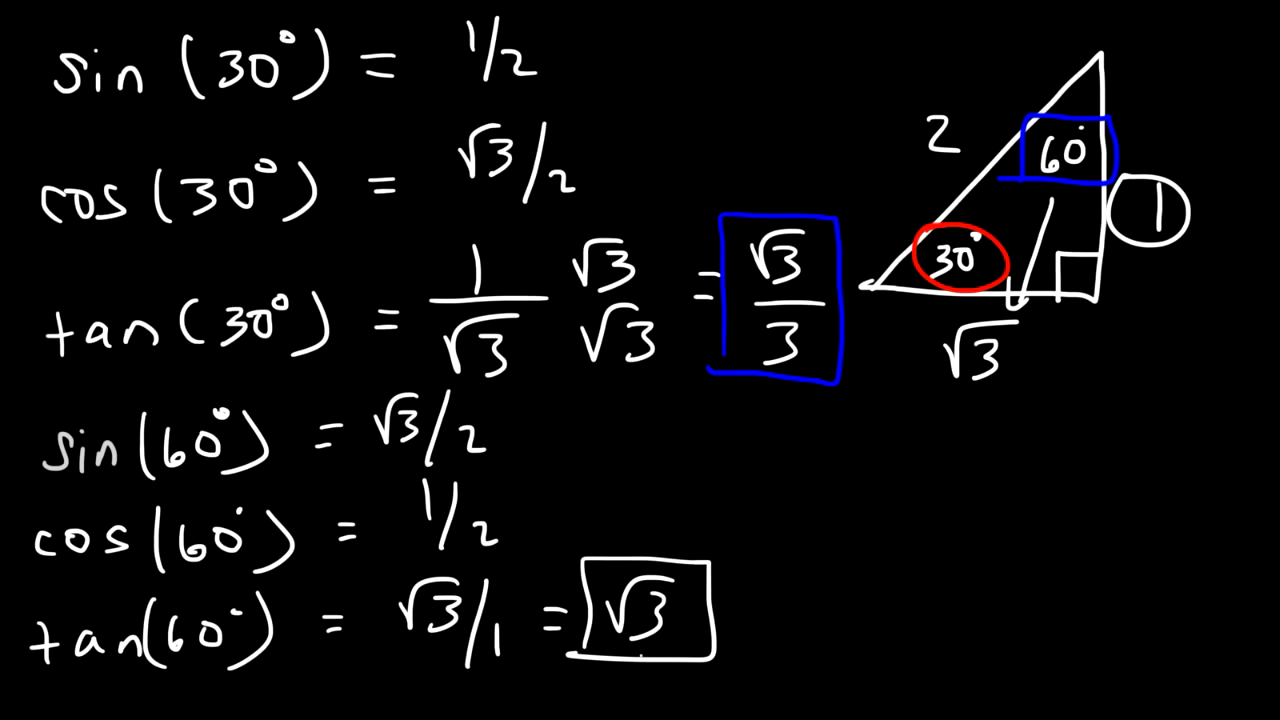 sin (30°) = 1/2
cos (30°) = √3/2
tan (30°) = 1/√3 √3/√3 = √3/3
sin (60°) = √3/2
cos (60°) = 1/2
tan (60°) = √3/1 = √3
2
60°
1
30°
√3